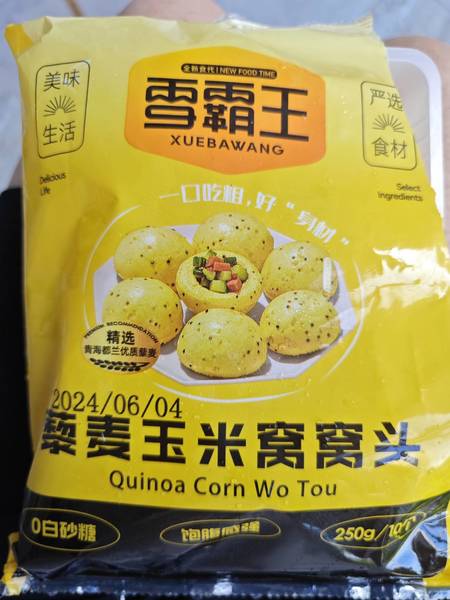 全新食代 | NEW FOOD TIME
雪霸王
XUEBAWANG
美味
生活
Delicious
Life
严选
食材
Select
ingredients
一口吃粗,好“身材”
PREMIUM RECOMMENDATION
精选
青海都兰优质藜麦
2024/06/04
藜麦玉米窝窝头
Quinoa Corn Wo Tou
0白砂糖
饱腹感强
250g/10个